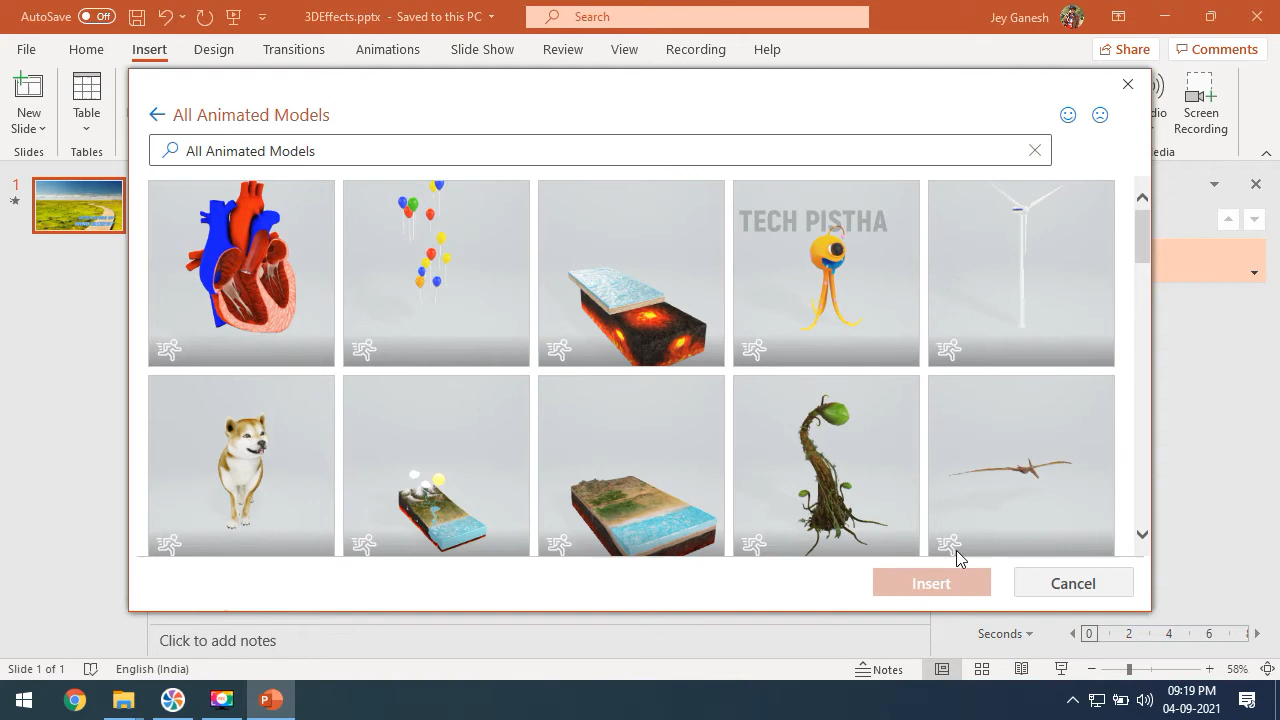 AutoSave Off 3DEffects.pptx - Saved to this PC Search Jey Ganesh
File Home Insert Design Transitions Animations Slide Show Review View Recording Help Share Comments
New Slide Table Screen Recording
Slides Tables
All Animated Models
All Animated Models
1
TECH PISTHA
Insert Cancel
Click to add notes
Seconds 0 2 4 6
Slide 1 of 1 English (India) Notes 58%
09:19 PM
04-09-2021